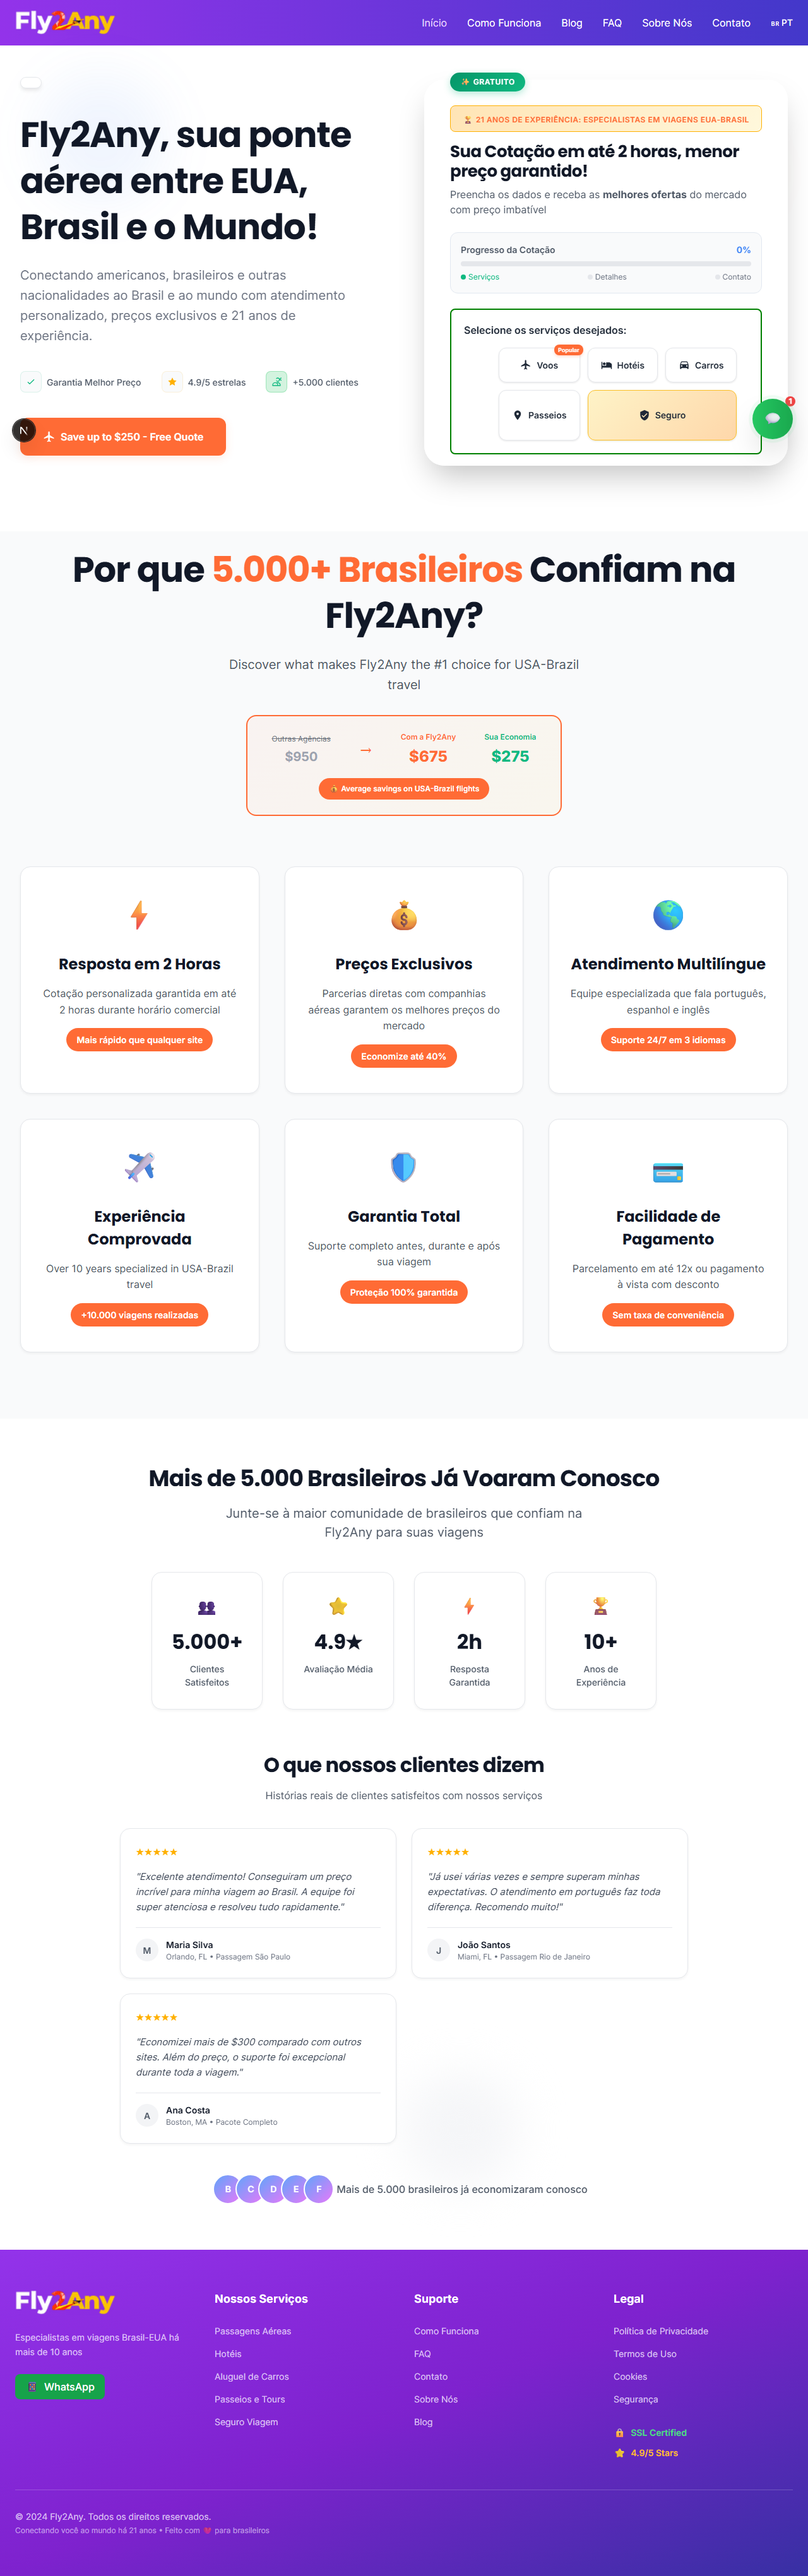 Fly2Any
Início
Como Funciona
Blog
FAQ
Sobre Nós
Contato
BR PT
Fly2Any, sua ponte
aérea entre EUA,
Brasil e o Mundo!
Conectando americanos, brasileiros e outras
nacionalidades ao Brasil e ao mundo com atendimento
personalizado, preços exclusivos e 21 anos de
experiência.
Garantia Melhor Preço
4.9/5 estrelas
+5.000 clientes
N
Save up to $250 - Free Quote
GRATUITO
21 ANOS DE EXPERIÊNCIA: ESPECIALISTAS EM VIAGENS EUA-BRASIL
Sua Cotação em até 2 horas, menor
preço garantido!
Preencha os dados e receba as melhores ofertas do mercado
com preço imbatível
Progresso da Cotação
0%
Serviços
Detalhes
Contato
Selecione os serviços desejados:
Popular
Voos
Hotéis
Carros
Passeios
Seguro
1
Por que 5.000+ Brasileiros Confiam na
Fly2Any?
Discover what makes Fly2Any the #1 choice for USA-Brazil
travel
Outras Agências
$950
→
Com a Fly2Any
$675
Sua Economia
$275
Average savings on USA-Brazil flights
Resposta em 2 Horas
Cotação personalizada garantida em até
2 horas durante horário comercial
Mais rápido que qualquer site
Preços Exclusivos
Parcerias diretas com companhias
aéreas garantem os melhores preços do
mercado
Economize até 40%
Atendimento Multilíngue
Equipe especializada que fala português,
espanhol e inglês
Suporte 24/7 em 3 idiomas
Experiência
Comprovada
Over 10 years specialized in USA-Brazil
travel
+10.000 viagens realizadas
Garantia Total
Suporte completo antes, durante e após
sua viagem
Proteção 100% garantida
Facilidade de
Pagamento
Parcelamento em até 12x ou pagamento
à vista com desconto
Sem taxa de conveniência
Mais de 5.000 Brasileiros Já Voaram Conosco
Junte-se à maior comunidade de brasileiros que confiam na
Fly2Any para suas viagens
5.000+
Clientes
Satisfeitos
4.9★
Avaliação Média
2h
Resposta
Garantida
10+
Anos de
Experiência
O que nossos clientes dizem
Histórias reais de clientes satisfeitos com nossos serviços
★★★★★
"Excelente atendimento! Conseguiram um preço
incrível para minha viagem ao Brasil. A equipe foi
super atenciosa e resolveu tudo rapidamente."
M
Maria Silva
Orlando, FL • Passagem São Paulo
★★★★★
"Já usei várias vezes e sempre superam minhas
expectativas. O atendimento em português faz toda
diferença. Recomendo muito!"
J
João Santos
Miami, FL • Passagem Rio de Janeiro
★★★★★
"Economizei mais de $300 comparado com outros
sites. Além do preço, o suporte foi excepcional
durante toda a viagem."
A
Ana Costa
Boston, MA • Pacote Completo
B C D E F
Mais de 5.000 brasileiros já economizaram conosco
Fly2Any
Especialistas em viagens Brasil-EUA há
mais de 10 anos
WhatsApp
Nossos Serviços
Passagens Aéreas
Hotéis
Aluguel de Carros
Passeios e Tours
Seguro Viagem
Suporte
Como Funciona
FAQ
Contato
Sobre Nós
Blog
Legal
Política de Privacidade
Termos de Uso
Cookies
Segurança
SSL Certified
4.9/5 Stars
© 2024 Fly2Any. Todos os direitos reservados.
Conectando você ao mundo há 21 anos • Feito com ❤️ para brasileiros